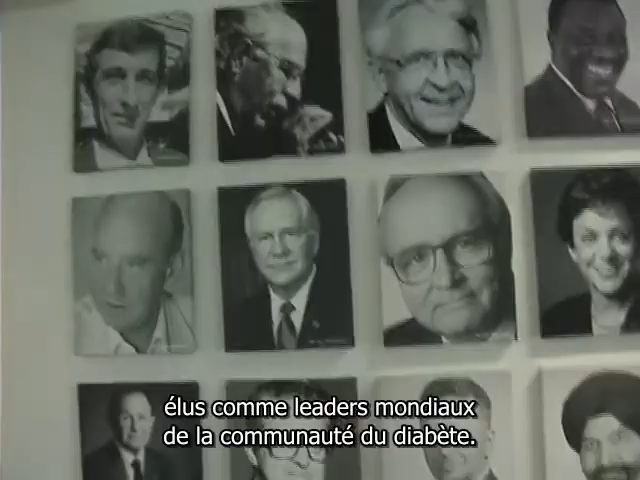 élus comme leaders mondiaux
de la communauté du diabète.